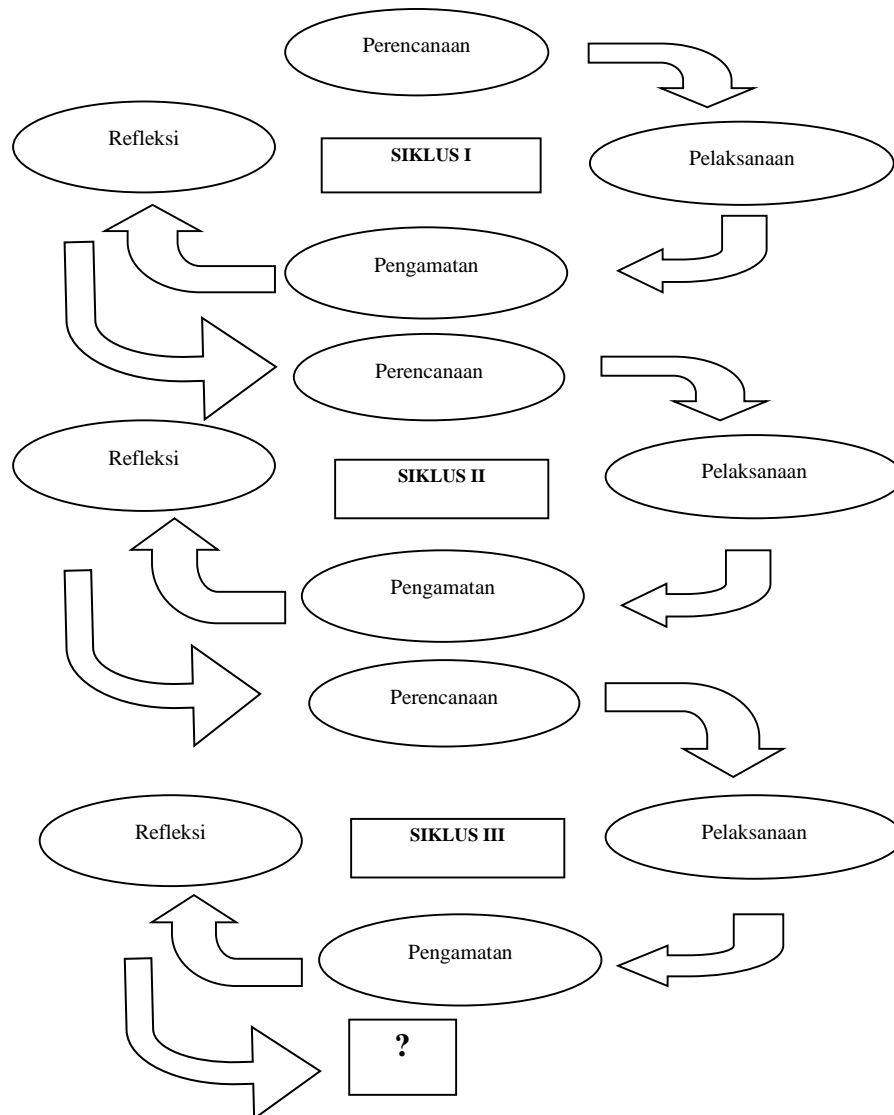 Perencanaan
Refleksi
SIKLUS I
Pelaksanaan
Pengamatan
Perencanaan
Refleksi
SIKLUS II
Pelaksanaan
Pengamatan
Perencanaan
Refleksi
SIKLUS III
Pelaksanaan
Pengamatan
?